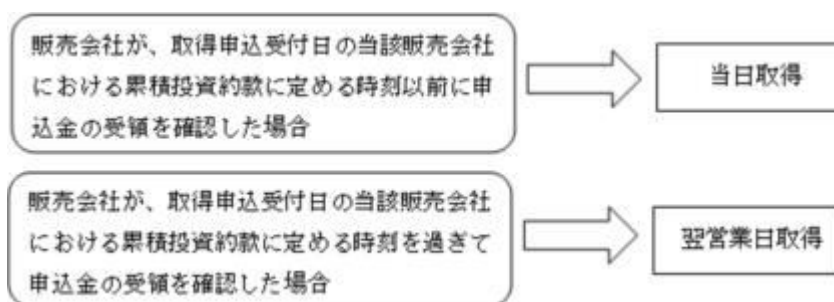 販売会社が、取得申込受付日の当該販売会社
における累積投資約款に定める時刻以前に申
込金の受領を確認した場合
当日取得
販売会社が、取得申込受付日の当該販売会社
における累積投資約款に定める時刻を過ぎて
申込金の受領を確認した場合
翌営業日取得